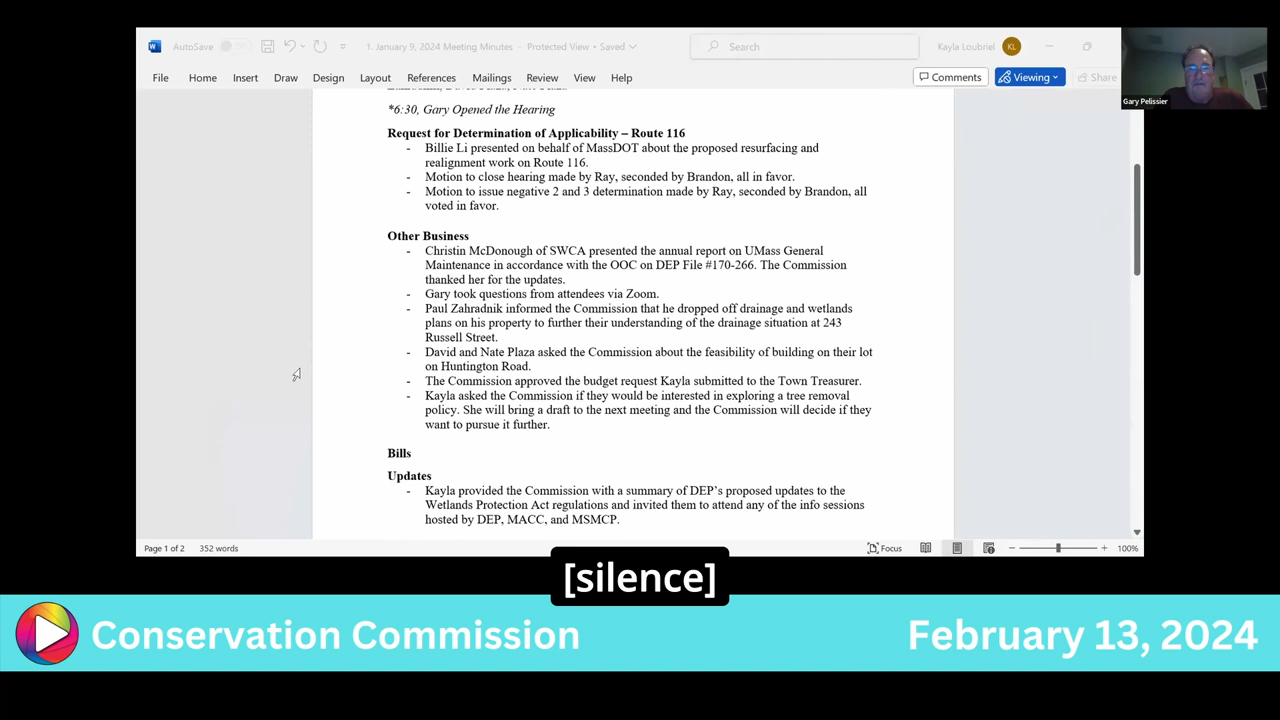 AutoSave
1. January 9, 2024 Meeting Minutes - Protected View • Saved
Search
Kayla Loubriel
KL
File Home Insert Draw Design Layout References Mailings Review View Help
Comments
Viewing
Share
Gary Pelissier
*6:30, Gary Opened the Hearing
Request for Determination of Applicability – Route 116
- Billie Li presented on behalf of MassDOT about the proposed resurfacing and
realignment work on Route 116.
- Motion to close hearing made by Ray, seconded by Brandon, all in favor.
- Motion to issue negative 2 and 3 determination made by Ray, seconded by Brandon, all
voted in favor.
Other Business
- Christin McDonough of SWCA presented the annual report on UMass General
Maintenance in accordance with the OOC on DEP File #170-266. The Commission
thanked her for the updates.
- Gary took questions from attendees via Zoom.
- Paul Zahradnik informed the Commission that he dropped off drainage and wetlands
plans on his property to further their understanding of the drainage situation at 243
Russell Street.
- David and Nate Plaza asked the Commission about the feasibility of building on their lot
on Huntington Road.
- The Commission approved the budget request Kayla submitted to the Town Treasurer.
- Kayla asked the Commission if they would be interested in exploring a tree removal
policy. She will bring a draft to the next meeting and the Commission will decide if they
want to pursue it further.
Bills
Updates
- Kayla provided the Commission with a summary of DEP’s proposed updates to the
Wetlands Protection Act regulations and invited them to attend any of the info sessions
hosted by DEP, MACC, and MSMCP.
Page 1 of 2 352 words
Focus
100%
[silence]
Conservation Commission
February 13, 2024